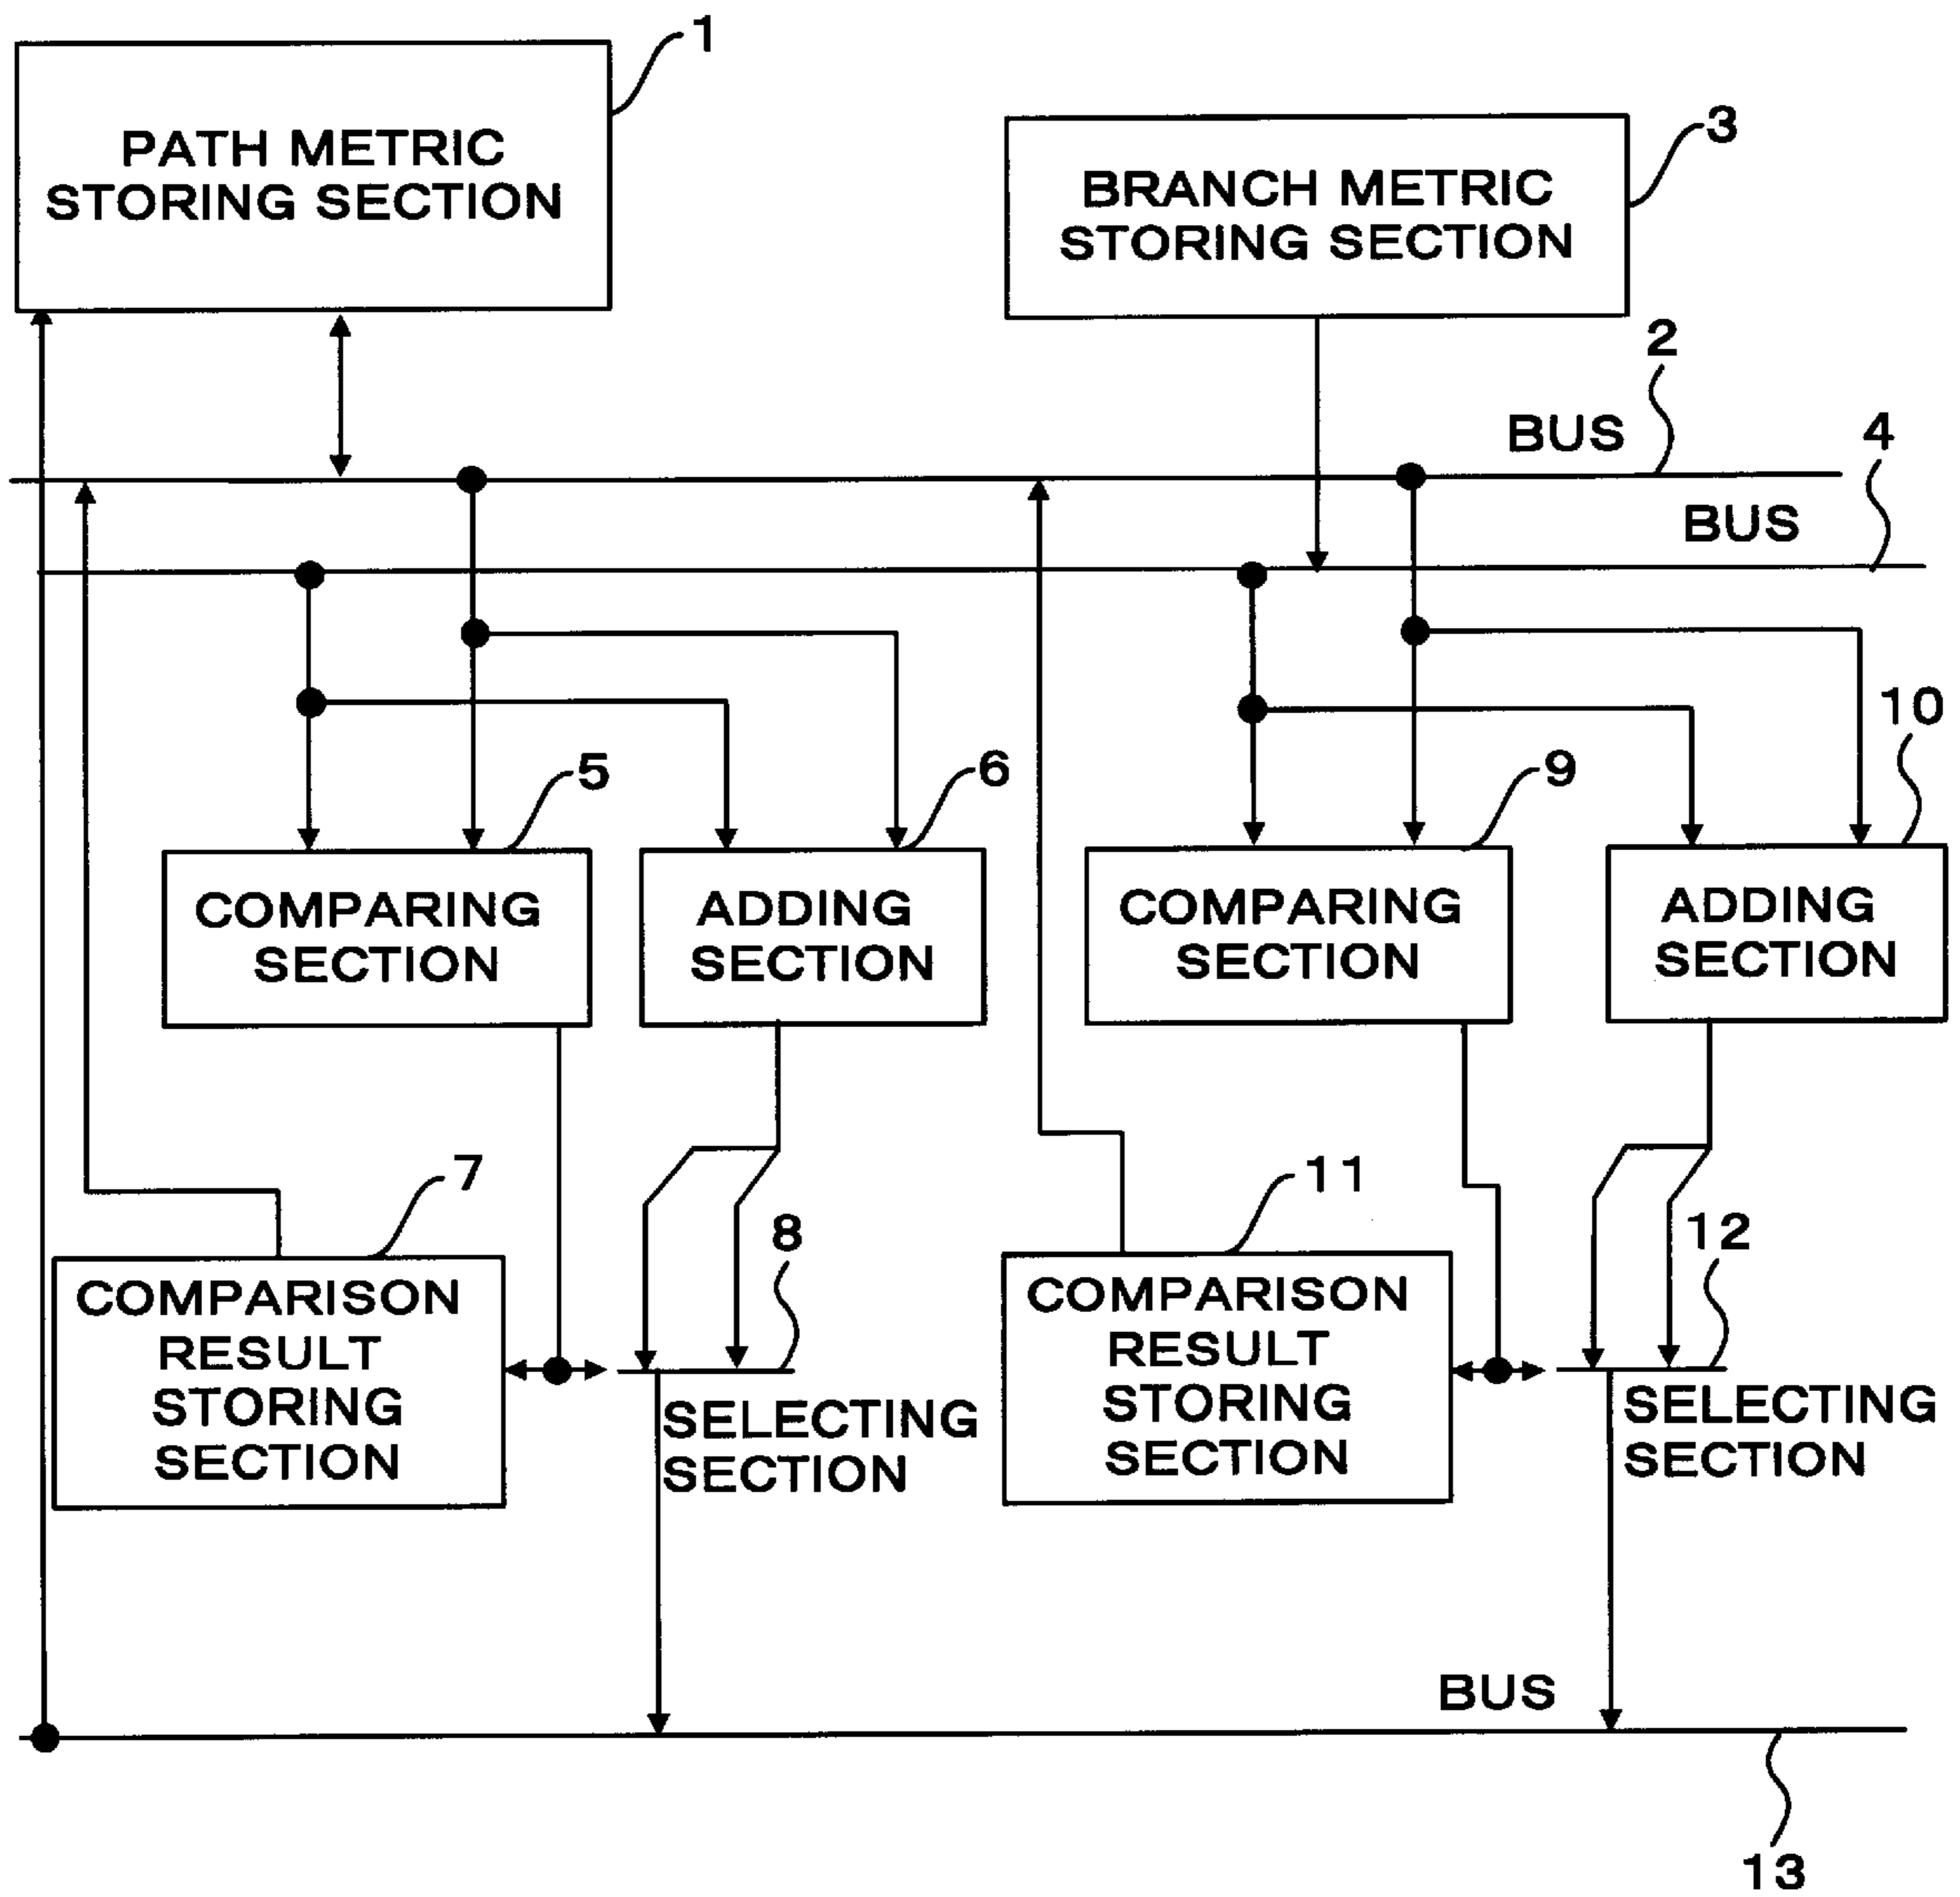 1
PATH METRIC
STORING SECTION
3
BRANCH METRIC
STORING SECTION
2
BUS
4
BUS
10
5
6
9
COMPARING
SECTION
ADDING
SECTION
COMPARING
SECTION
ADDING
SECTION
7
11
8
12
COMPARISON
RESULT
STORING
SECTION
SELECTING
SECTION
COMPARISON
RESULT
STORING
SECTION
SELECTING
SECTION
BUS
13